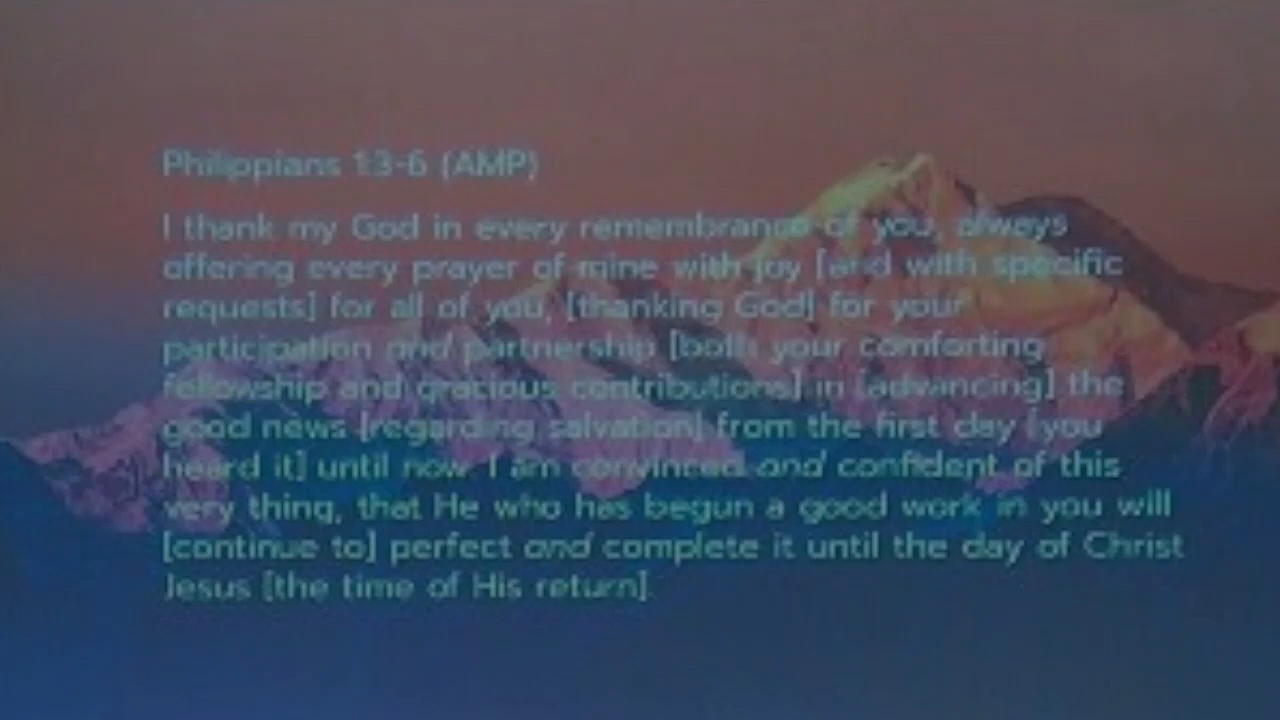 Philippians 1:3-6 (AMP)
I thank my God in every remembrance of you, always
offering every prayer of mine with joy [and with specific
requests] for all of you, [thanking God] for your
participation and partnership [both your comforting
fellowship and gracious contributions] in [advancing] the
good news [regarding salvation] from the first day [you
heard it] until now. I am convinced and confident of this
very thing, that He who has begun a good work in you will
[continue to] perfect and complete it until the day of Christ
Jesus [the time of His return].